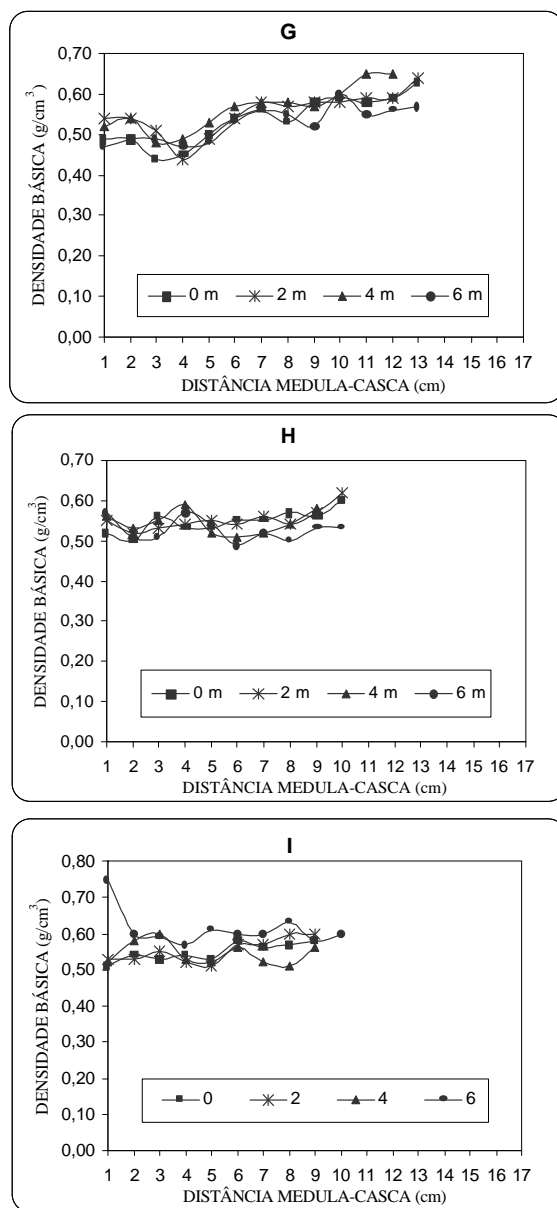 G
DENSIDADE BÁSICA (g/cm³)
0,70
0,60
0,50
0,40
0,30
0,20
0,10
0,00
0 m 2 m 4 m 6 m
1 2 3 4 5 6 7 8 9 10 11 12 13 14 15 16 17
DISTÂNCIA MEDULA-CASCA (cm)
H
DENSIDADE BÁSICA (g/cm³)
0,70
0,60
0,50
0,40
0,30
0,20
0,10
0,00
0 m 2 m 4 m 6 m
1 2 3 4 5 6 7 8 9 10 11 12 13 14 15 16 17
DISTÂNCIA MEDULA-CASCA (cm)
I
DENSIDADE BÁSICA (g/cm³)
0,80
0,70
0,60
0,50
0,40
0,30
0,20
0,10
0,00
0 2 4 6
1 2 3 4 5 6 7 8 9 10 11 12 13 14 15 16 17
DISTÂNCIA MEDULA-CASCA (cm)